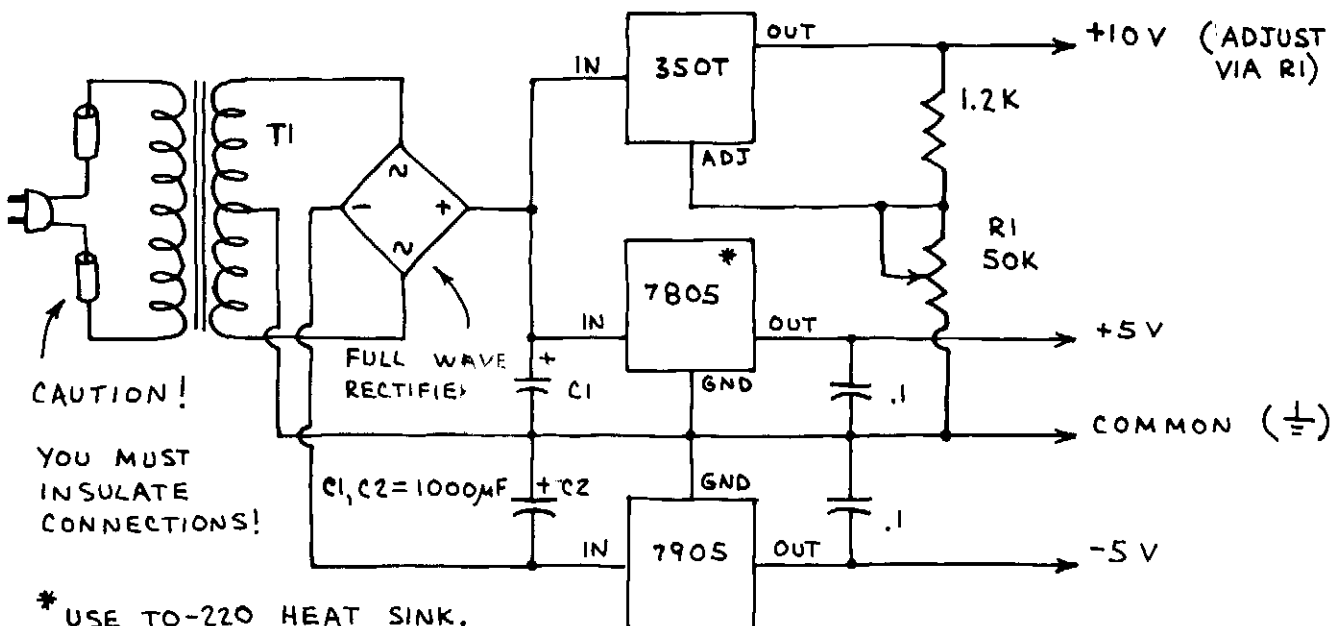 OUT
+10 V (ADJUST
VIA R1)
IN
350T
1.2K
T1
ADJ
~
- +
~
R1
50K
*
7805
IN
OUT
+5 V
FULL WAVE
RECTIFIE
+
C1
GND
.1
CAUTION!
COMMON (⏚)
YOU MUST
INSULATE
CONNECTIONS!
C1, C2 = 1000µF
+ C2
GND
.1
IN
7905
OUT
-5 V
* USE TO-220 HEAT SINK.